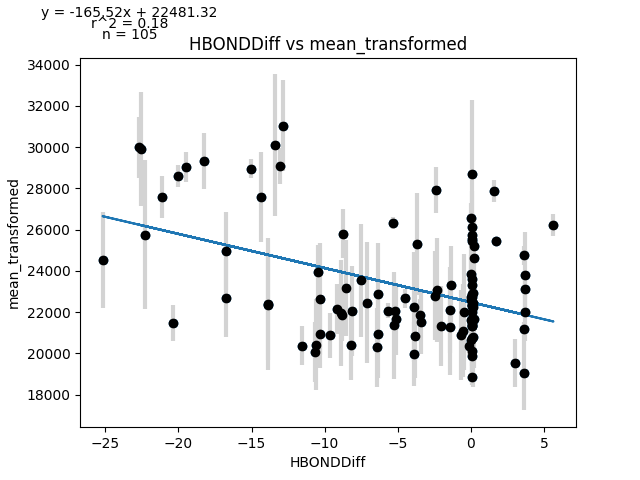 y = -165.52x + 22481.32
r^2 = 0.18
n = 105
HBONDDiff vs mean_transformed
34000
32000
30000
28000
26000
24000
22000
20000
18000
mean_transformed
−25
−20
−15
−10
−5
0
5
HBONDDiff